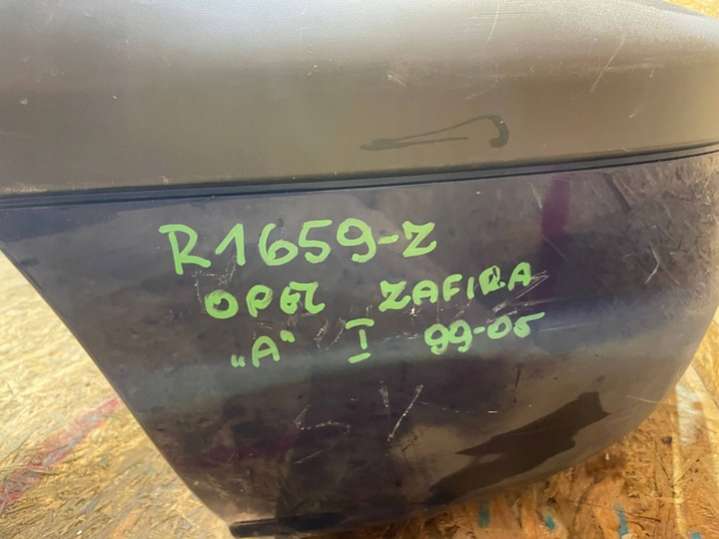 R1659-Z
OPEL ZAFIRA
„A" I 99-05